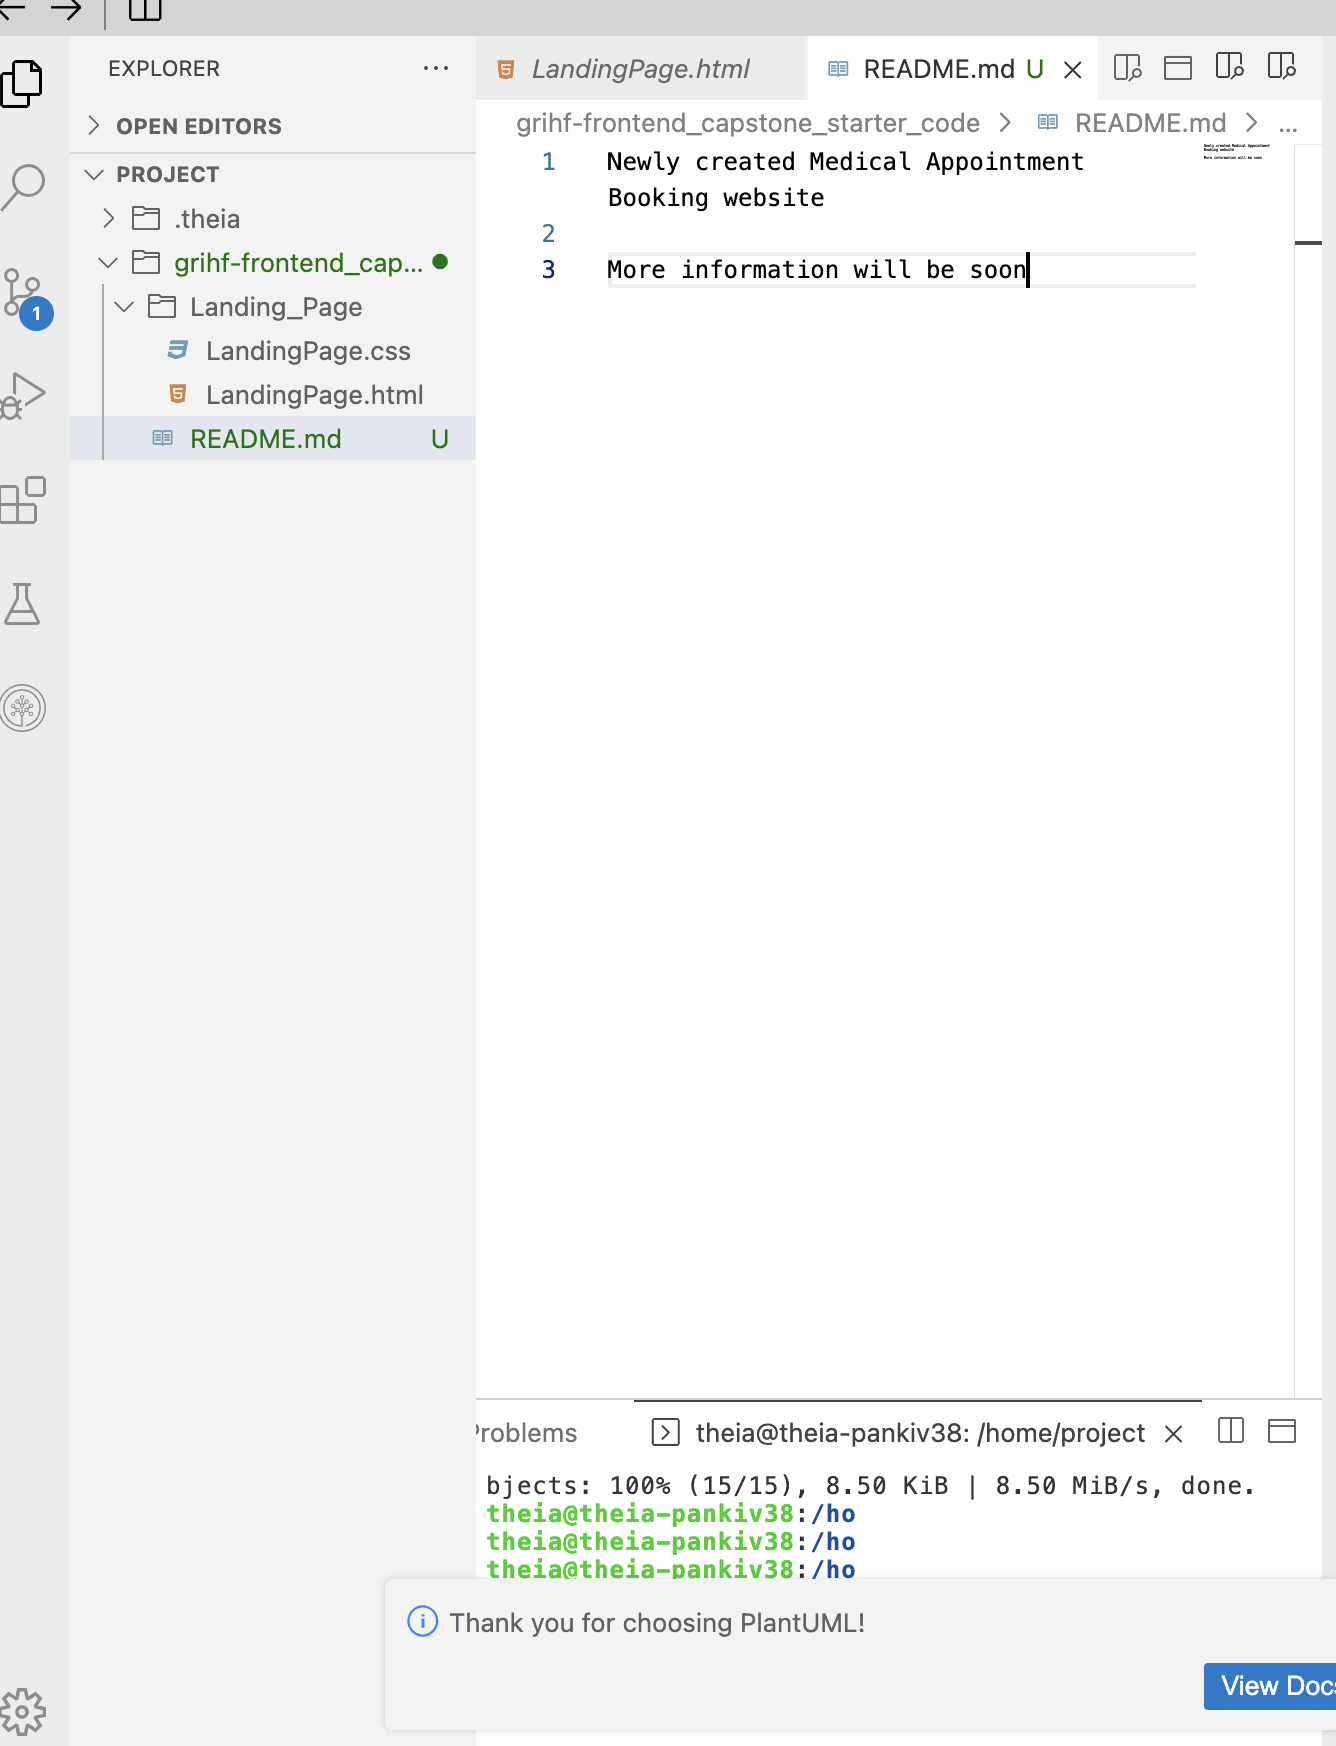 EXPLORER
OPEN EDITORS
PROJECT
.theia
grihf-frontend_cap...
Landing_Page
LandingPage.css
LandingPage.html
README.md U
1
LandingPage.html
README.md U
grihf-frontend_capstone_starter_code > README.md > ...
1 Newly created Medical Appointment
Booking website
2
3 More information will be soon
Problems
theia@theia-pankiv38: /home/project
bjects: 100% (15/15), 8.50 KiB | 8.50 MiB/s, done.
theia@theia-pankiv38:/ho
theia@theia-pankiv38:/ho
theia@theia-pankiv38:/ho
Thank you for choosing PlantUML!
View Docs